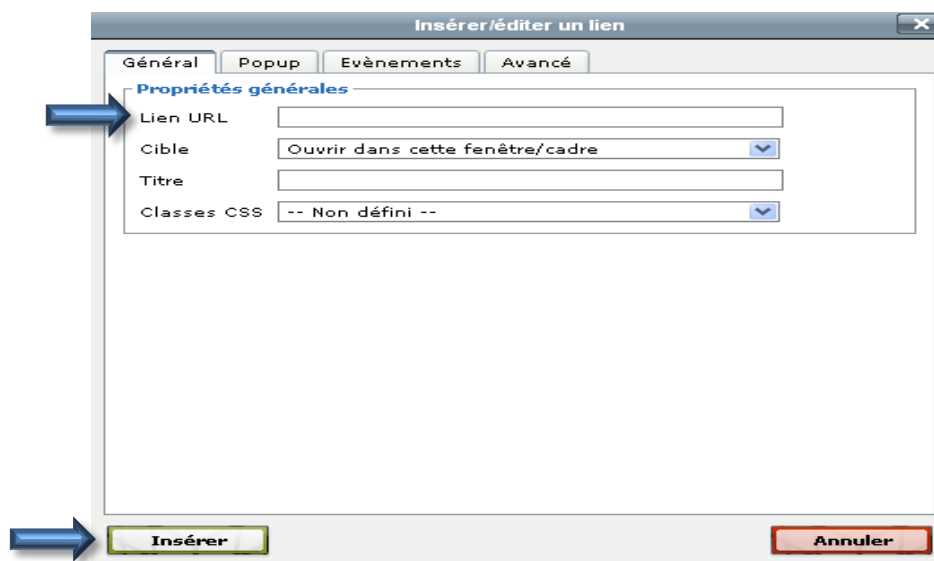 Insérer/éditer un lien
Général Popup Evènements Avancé
Propriétés générales
Lien URL
Cible Ouvrir dans cette fenêtre/cadre
Titre
Classes CSS -- Non défini --
Insérer Annuler